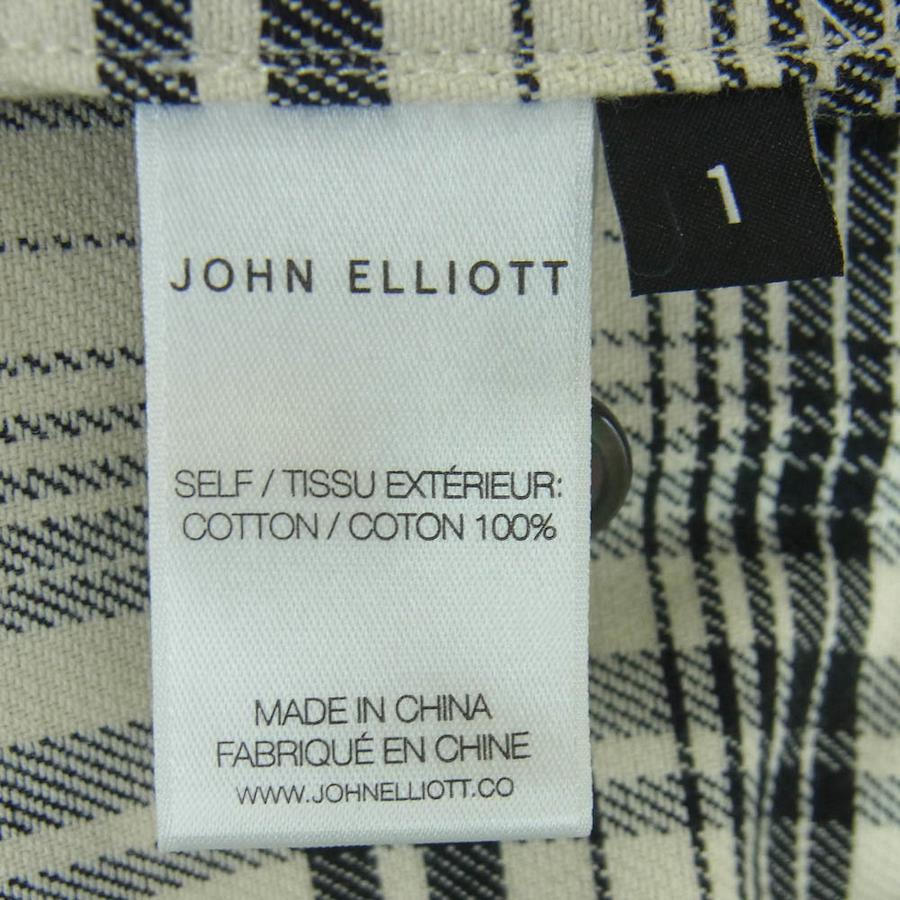 1
JOHN ELLIOTT
SELF / TISSU EXTÉRIEUR:
COTTON / COTON 100%
MADE IN CHINA
FABRIQUÉ EN CHINE
WWW.JOHNELLIOTT.CO